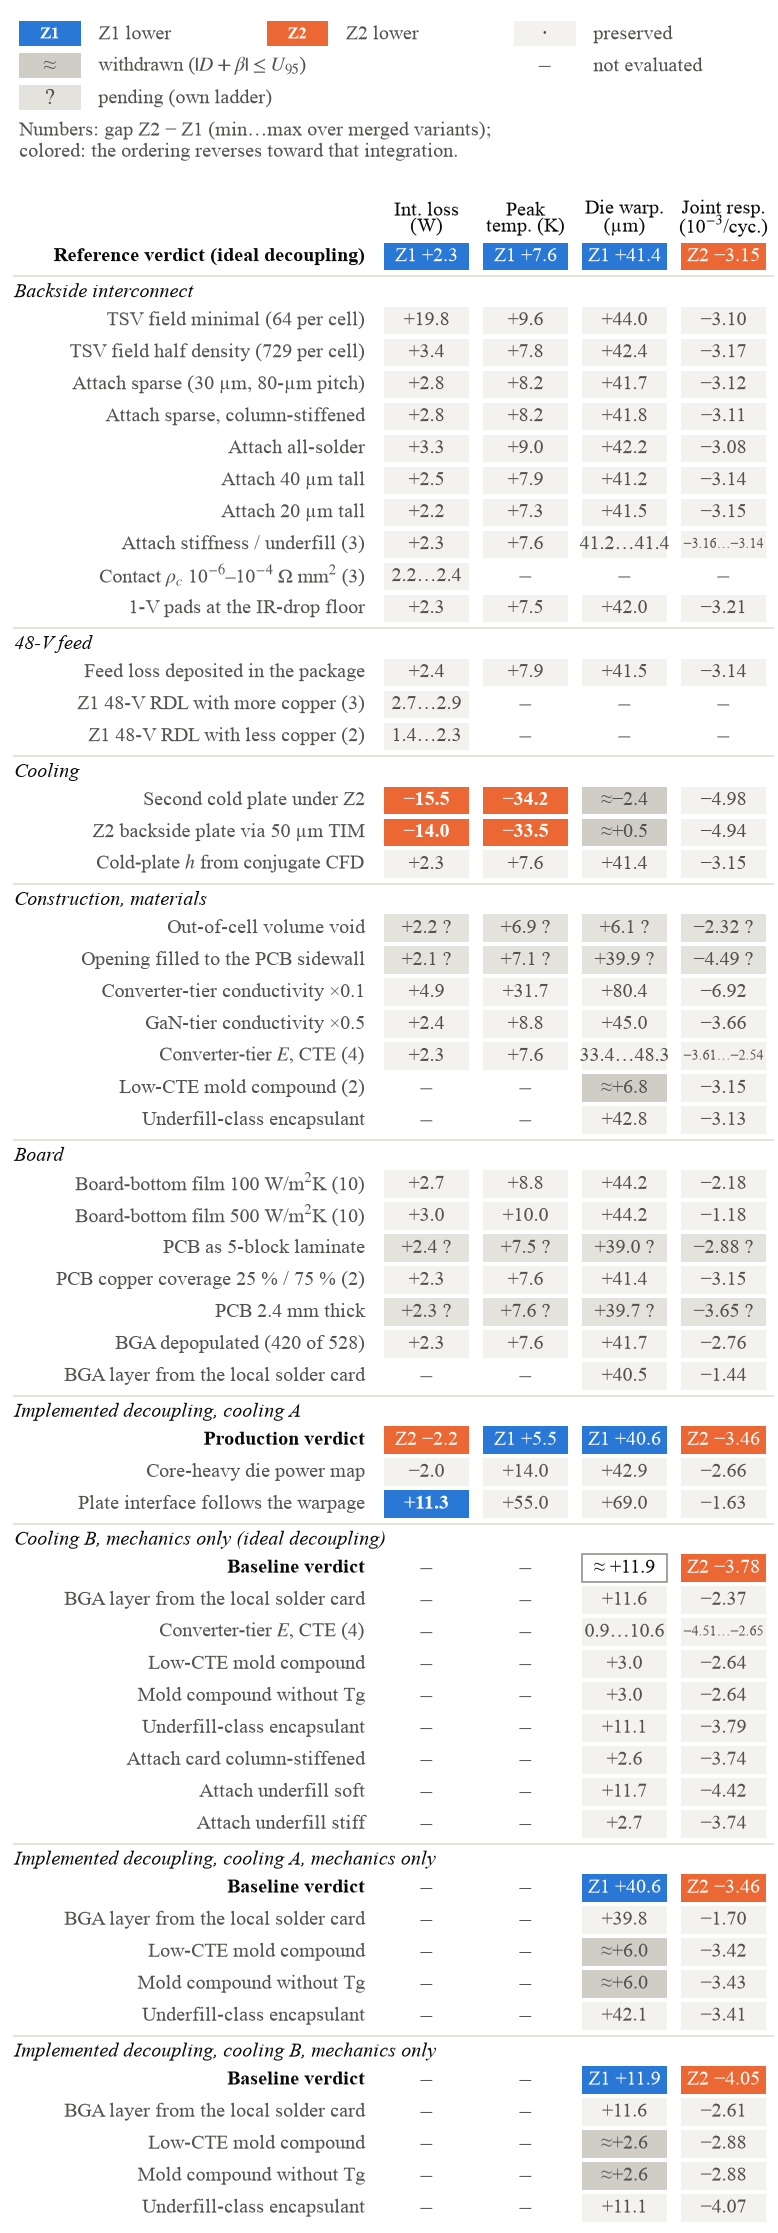 Z1 Z1 lower Z2 Z2 lower · preserved
≈ withdrawn (|D + β| ≤ U95) – not evaluated
? pending (own ladder)
Numbers: gap Z2 − Z1 (min…max over merged variants);
colored: the ordering reverses toward that integration.
Int. loss (W) Peak temp. (K) Die warp. (µm) Joint resp. (10⁻³/cyc.)
Reference verdict (ideal decoupling) Z1 +2.3 Z1 +7.6 Z1 +41.4 Z2 −3.15
Backside interconnect
TSV field minimal (64 per cell) +19.8 +9.6 +44.0 −3.10
TSV field half density (729 per cell) +3.4 +7.8 +42.4 −3.17
Attach sparse (30 µm, 80-µm pitch) +2.8 +8.2 +41.7 −3.12
Attach sparse, column-stiffened +2.8 +8.2 +41.8 −3.11
Attach all-solder +3.3 +9.0 +42.2 −3.08
Attach 40 µm tall +2.5 +7.9 +41.2 −3.14
Attach 20 µm tall +2.2 +7.3 +41.5 −3.15
Attach stiffness / underfill (3) +2.3 +7.6 41.2…41.4 −3.16…−3.14
Contact ρc 10⁻⁶–10⁻⁴ Ω mm² (3) 2.2…2.4 – – –
1-V pads at the IR-drop floor +2.3 +7.5 +42.0 −3.21
48-V feed
Feed loss deposited in the package +2.4 +7.9 +41.5 −3.14
Z1 48-V RDL with more copper (3) 2.7…2.9 – – –
Z1 48-V RDL with less copper (2) 1.4…2.3 – – –
Cooling
Second cold plate under Z2 −15.5 −34.2 ≈−2.4 −4.98
Z2 backside plate via 50 µm TIM −14.0 −33.5 ≈+0.5 −4.94
Cold-plate h from conjugate CFD +2.3 +7.6 +41.4 −3.15
Construction, materials
Out-of-cell volume void +2.2 ? +6.9 ? +6.1 ? −2.32 ?
Opening filled to the PCB sidewall +2.1 ? +7.1 ? +39.9 ? −4.49 ?
Converter-tier conductivity ×0.1 +4.9 +31.7 +80.4 −6.92
GaN-tier conductivity ×0.5 +2.4 +8.8 +45.0 −3.66
Converter-tier E, CTE (4) +2.3 +7.6 33.4…48.3 −3.61…−2.54
Low-CTE mold compound (2) – – ≈+6.8 −3.15
Underfill-class encapsulant – – +42.8 −3.13
Board
Board-bottom film 100 W/m²K (10) +2.7 +8.8 +44.2 −2.18
Board-bottom film 500 W/m²K (10) +3.0 +10.0 +44.2 −1.18
PCB as 5-block laminate +2.4 ? +7.5 ? +39.0 ? −2.88 ?
PCB copper coverage 25 % / 75 % (2) +2.3 +7.6 +41.4 −3.15
PCB 2.4 mm thick +2.3 ? +7.6 ? +39.7 ? −3.65 ?
BGA depopulated (420 of 528) +2.3 +7.6 +41.7 −2.76
BGA layer from the local solder card – – +40.5 −1.44
Implemented decoupling, cooling A
Production verdict Z2 −2.2 Z1 +5.5 Z1 +40.6 Z2 −3.46
Core-heavy die power map −2.0 +14.0 +42.9 −2.66
Plate interface follows the warpage +11.3 +55.0 +69.0 −1.63
Cooling B, mechanics only (ideal decoupling)
Baseline verdict – – ≈ +11.9 Z2 −3.78
BGA layer from the local solder card – – +11.6 −2.37
Converter-tier E, CTE (4) – – 0.9…10.6 −4.51…−2.65
Low-CTE mold compound – – +3.0 −2.64
Mold compound without Tg – – +3.0 −2.64
Underfill-class encapsulant – – +11.1 −3.79
Attach card column-stiffened – – +2.6 −3.74
Attach underfill soft – – +11.7 −4.42
Attach underfill stiff – – +2.7 −3.74
Implemented decoupling, cooling A, mechanics only
Baseline verdict – – Z1 +40.6 Z2 −3.46
BGA layer from the local solder card – – +39.8 −1.70
Low-CTE mold compound – – ≈+6.0 −3.42
Mold compound without Tg – – ≈+6.0 −3.43
Underfill-class encapsulant – – +42.1 −3.41
Implemented decoupling, cooling B, mechanics only
Baseline verdict – – Z1 +11.9 Z2 −4.05
BGA layer from the local solder card – – +11.6 −2.61
Low-CTE mold compound – – ≈+2.6 −2.88
Mold compound without Tg – – ≈+2.6 −2.88
Underfill-class encapsulant – – +11.1 −4.07